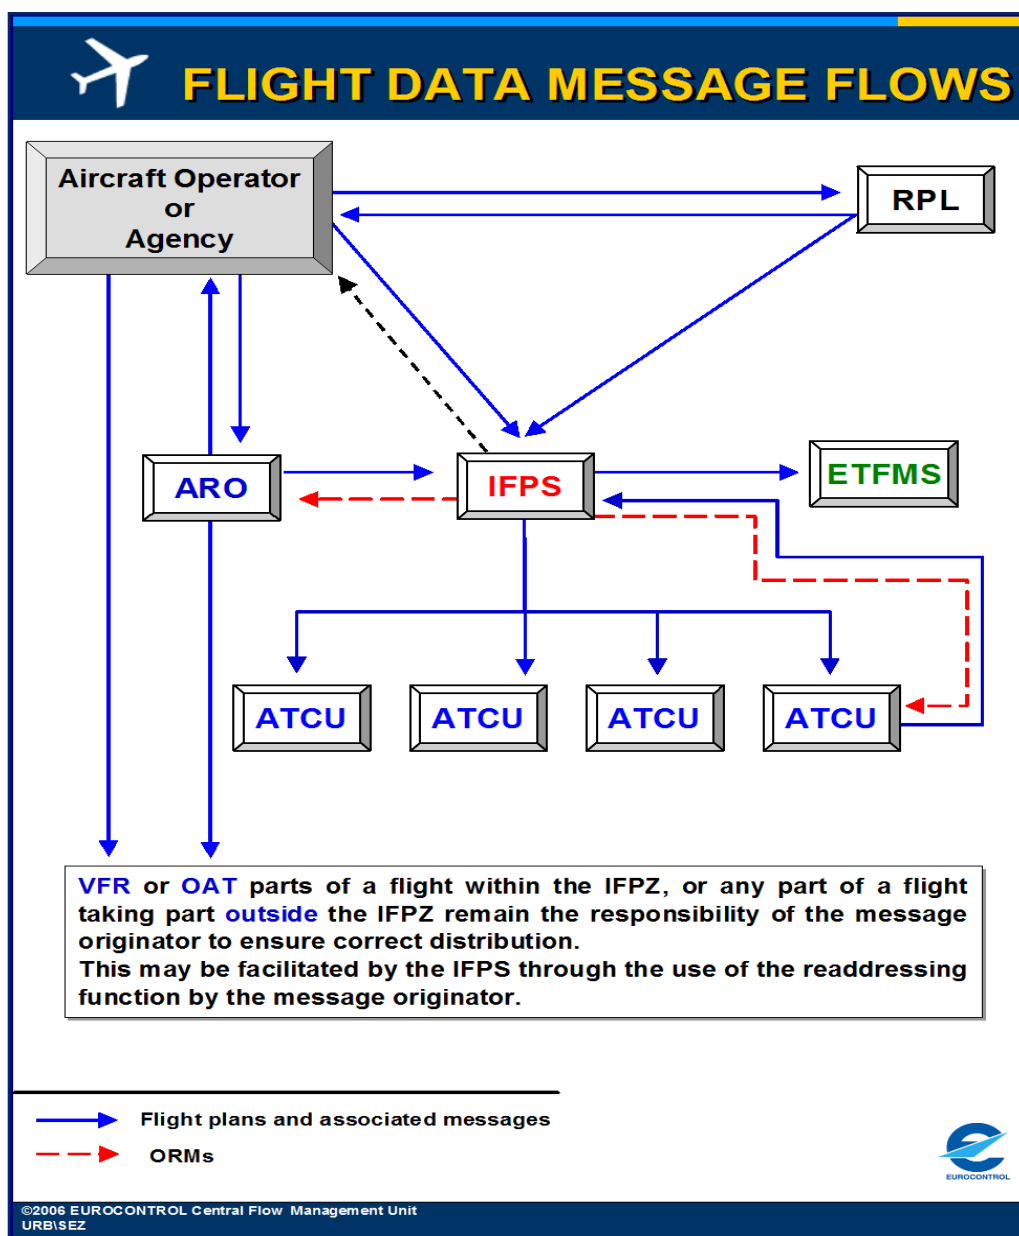 FLIGHT DATA MESSAGE FLOWS
Aircraft Operator
or
Agency
RPL
ARO
IFPS
ETFMS
ATCU
ATCU
ATCU
ATCU
VFR or OAT parts of a flight within the IFPZ, or any part of a flight
taking part outside the IFPZ remain the responsibility of the message
originator to ensure correct distribution.
This may be facilitated by the IFPS through the use of the readdressing
function by the message originator.
Flight plans and associated messages
ORMs
EUROCONTROL
©2006 EUROCONTROL Central Flow Management Unit
URB\SEZ